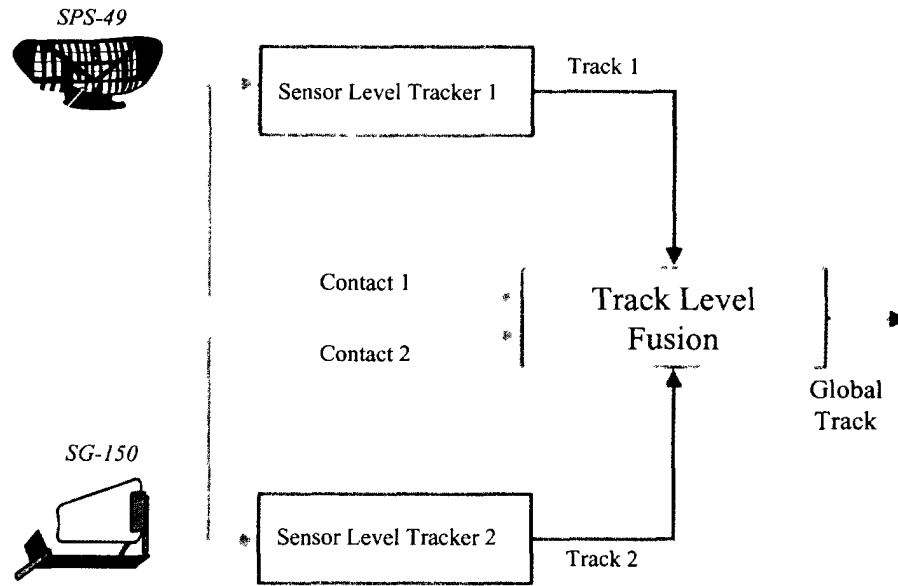 SPS-49
Sensor Level Tracker 1
Track 1
Contact 1
Contact 2
Track Level
Fusion
Global
Track
SG-150
Sensor Level Tracker 2
Track 2